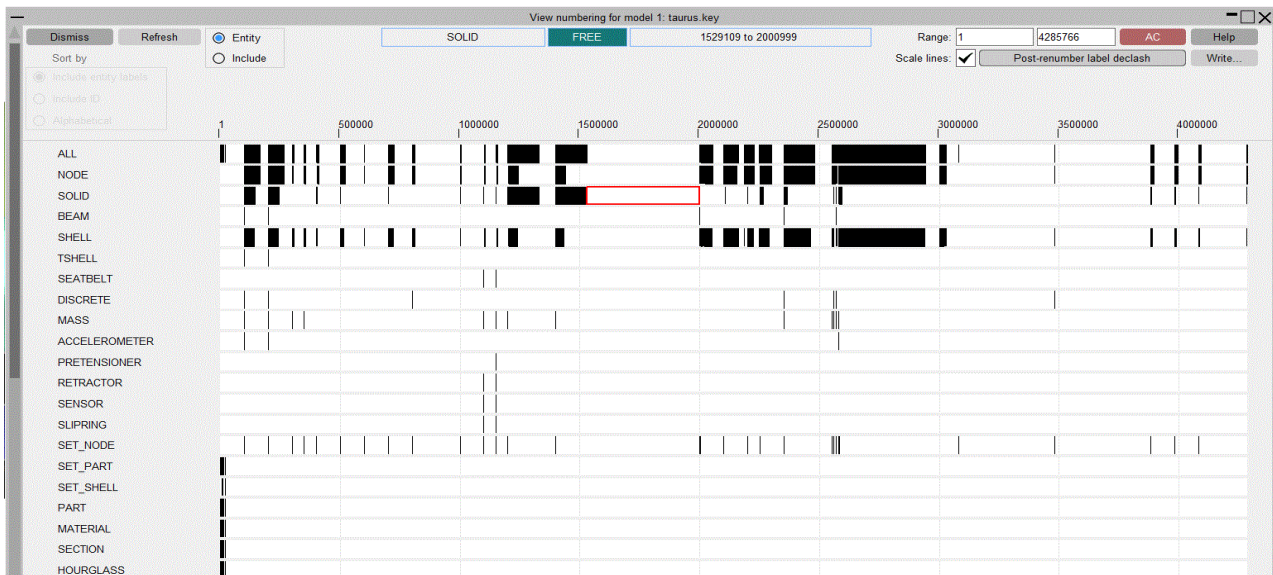 View numbering for model 1: taurus.key
Dismiss Refresh Entity SOLID FREE 1529109 to 2000999 Range: 1 4285766 AC Help
Sort by Include Scale lines: Post-renumber label declash Write...
Include entity labels
Include ID
Alphabetical
1 500000 1000000 1500000 2000000 2500000 3000000 3500000 4000000
ALL
NODE
SOLID
BEAM
SHELL
TSHELL
SEATBELT
DISCRETE
MASS
ACCELEROMETER
PRETENSIONER
RETRACTOR
SENSOR
SLIPRING
SET_NODE
SET_PART
SET_SHELL
PART
MATERIAL
SECTION
HOURGLASS